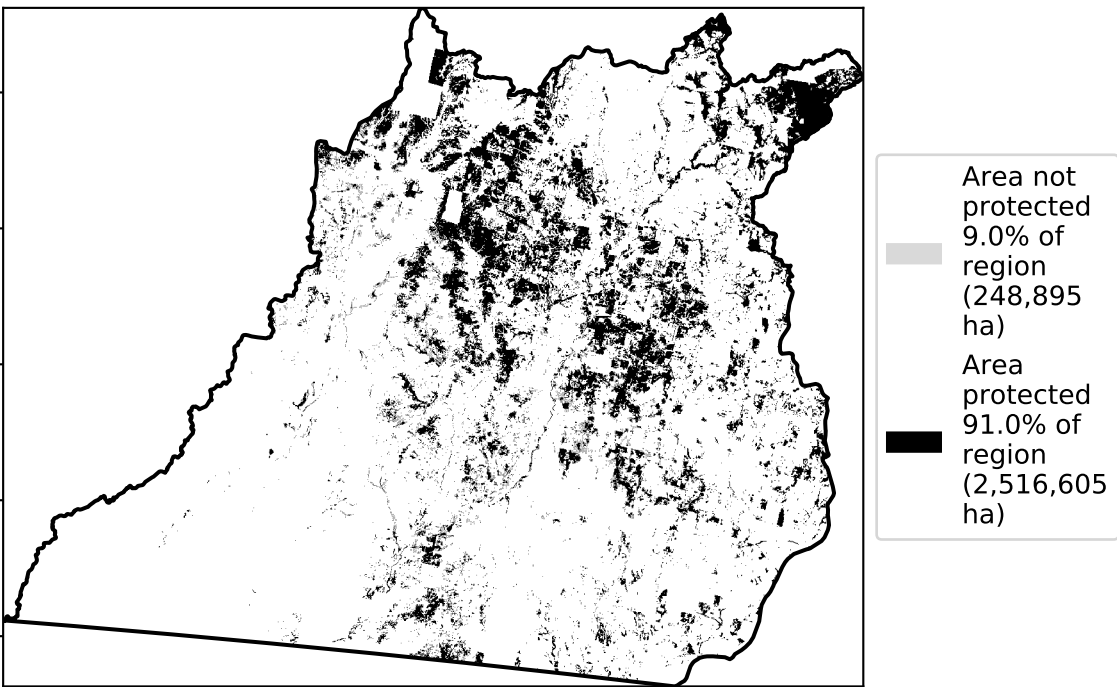 Area not
protected
9.0% of
region
(248,895
ha)
Area
protected
91.0% of
region
(2,516,605
ha)